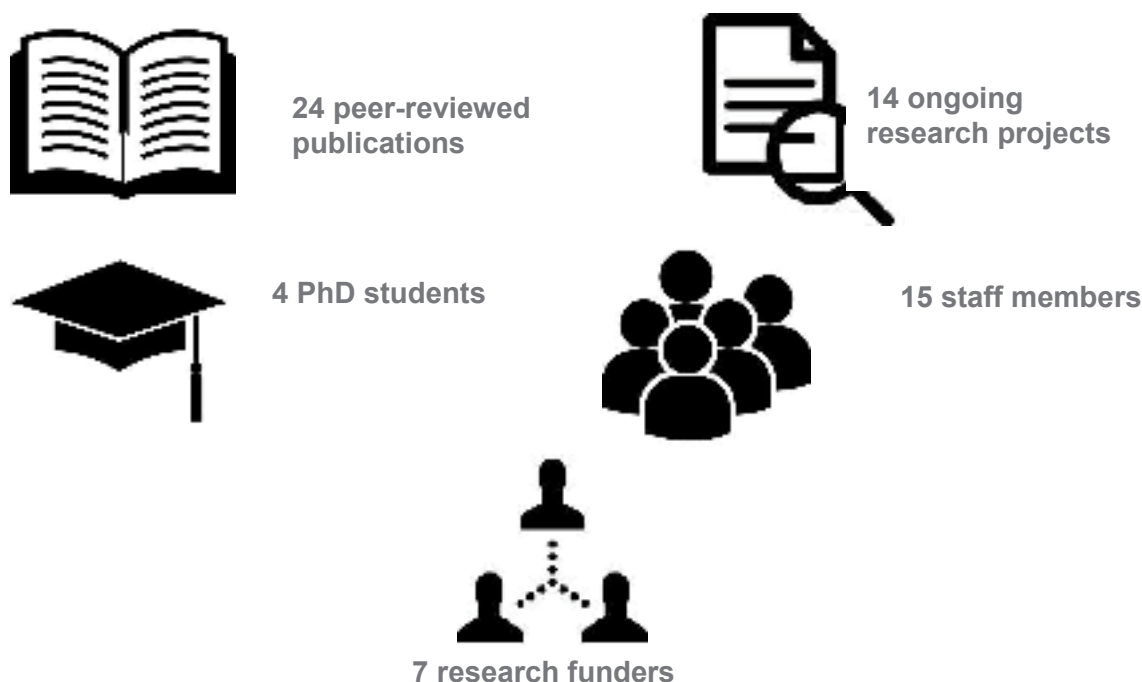 24 peer-reviewed
publications
14 ongoing
research projects
4 PhD students
15 staff members
7 research funders